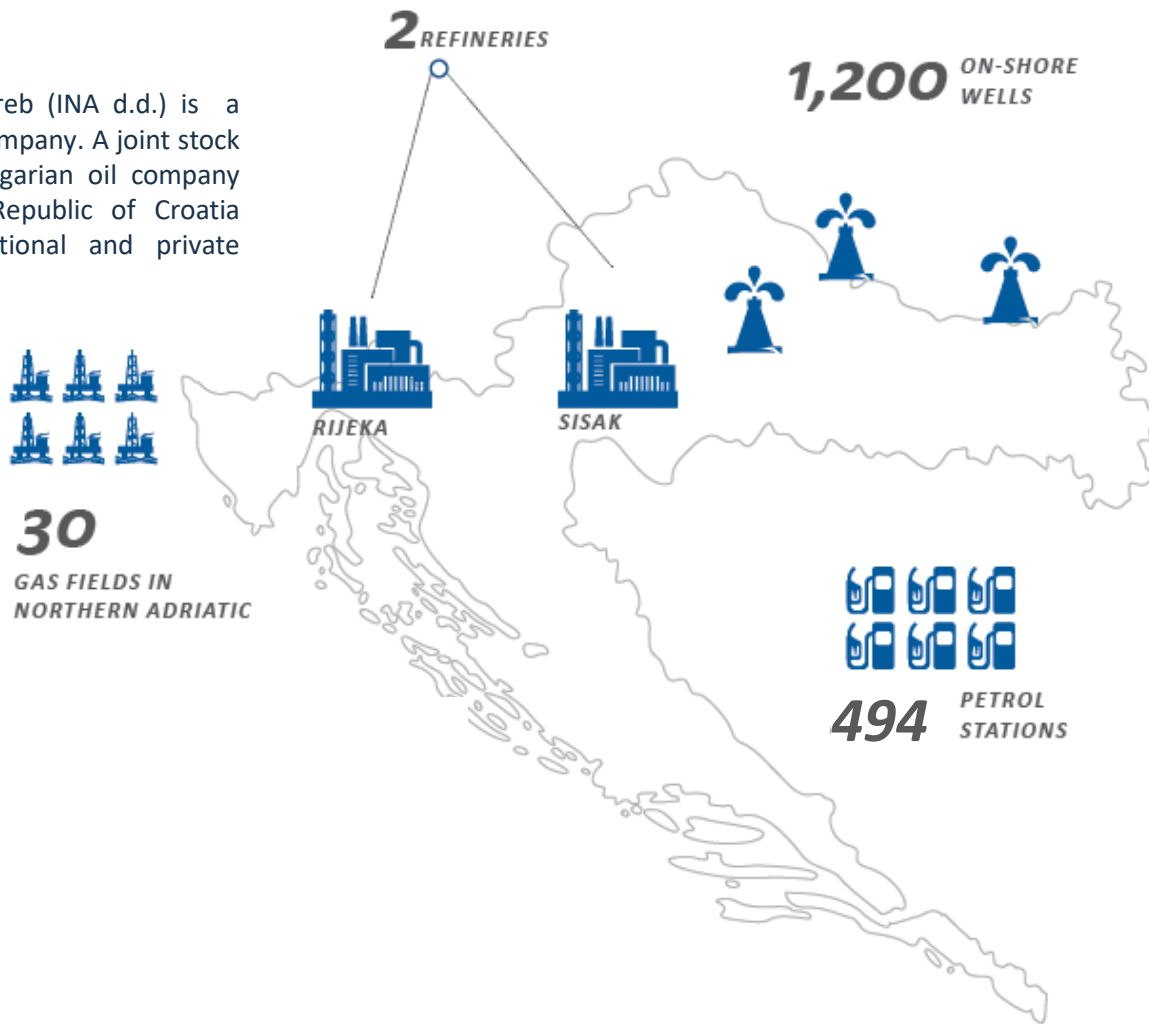 2 REFINERIES
1,200 ON-SHORE
WELLS
reb (INA d.d.) is a
mpany. A joint stock
garian oil company
Republic of Croatia
tional and private
RIJEKA
SISAK
30
GAS FIELDS IN
NORTHERN ADRIATIC
494 PETROL
STATIONS